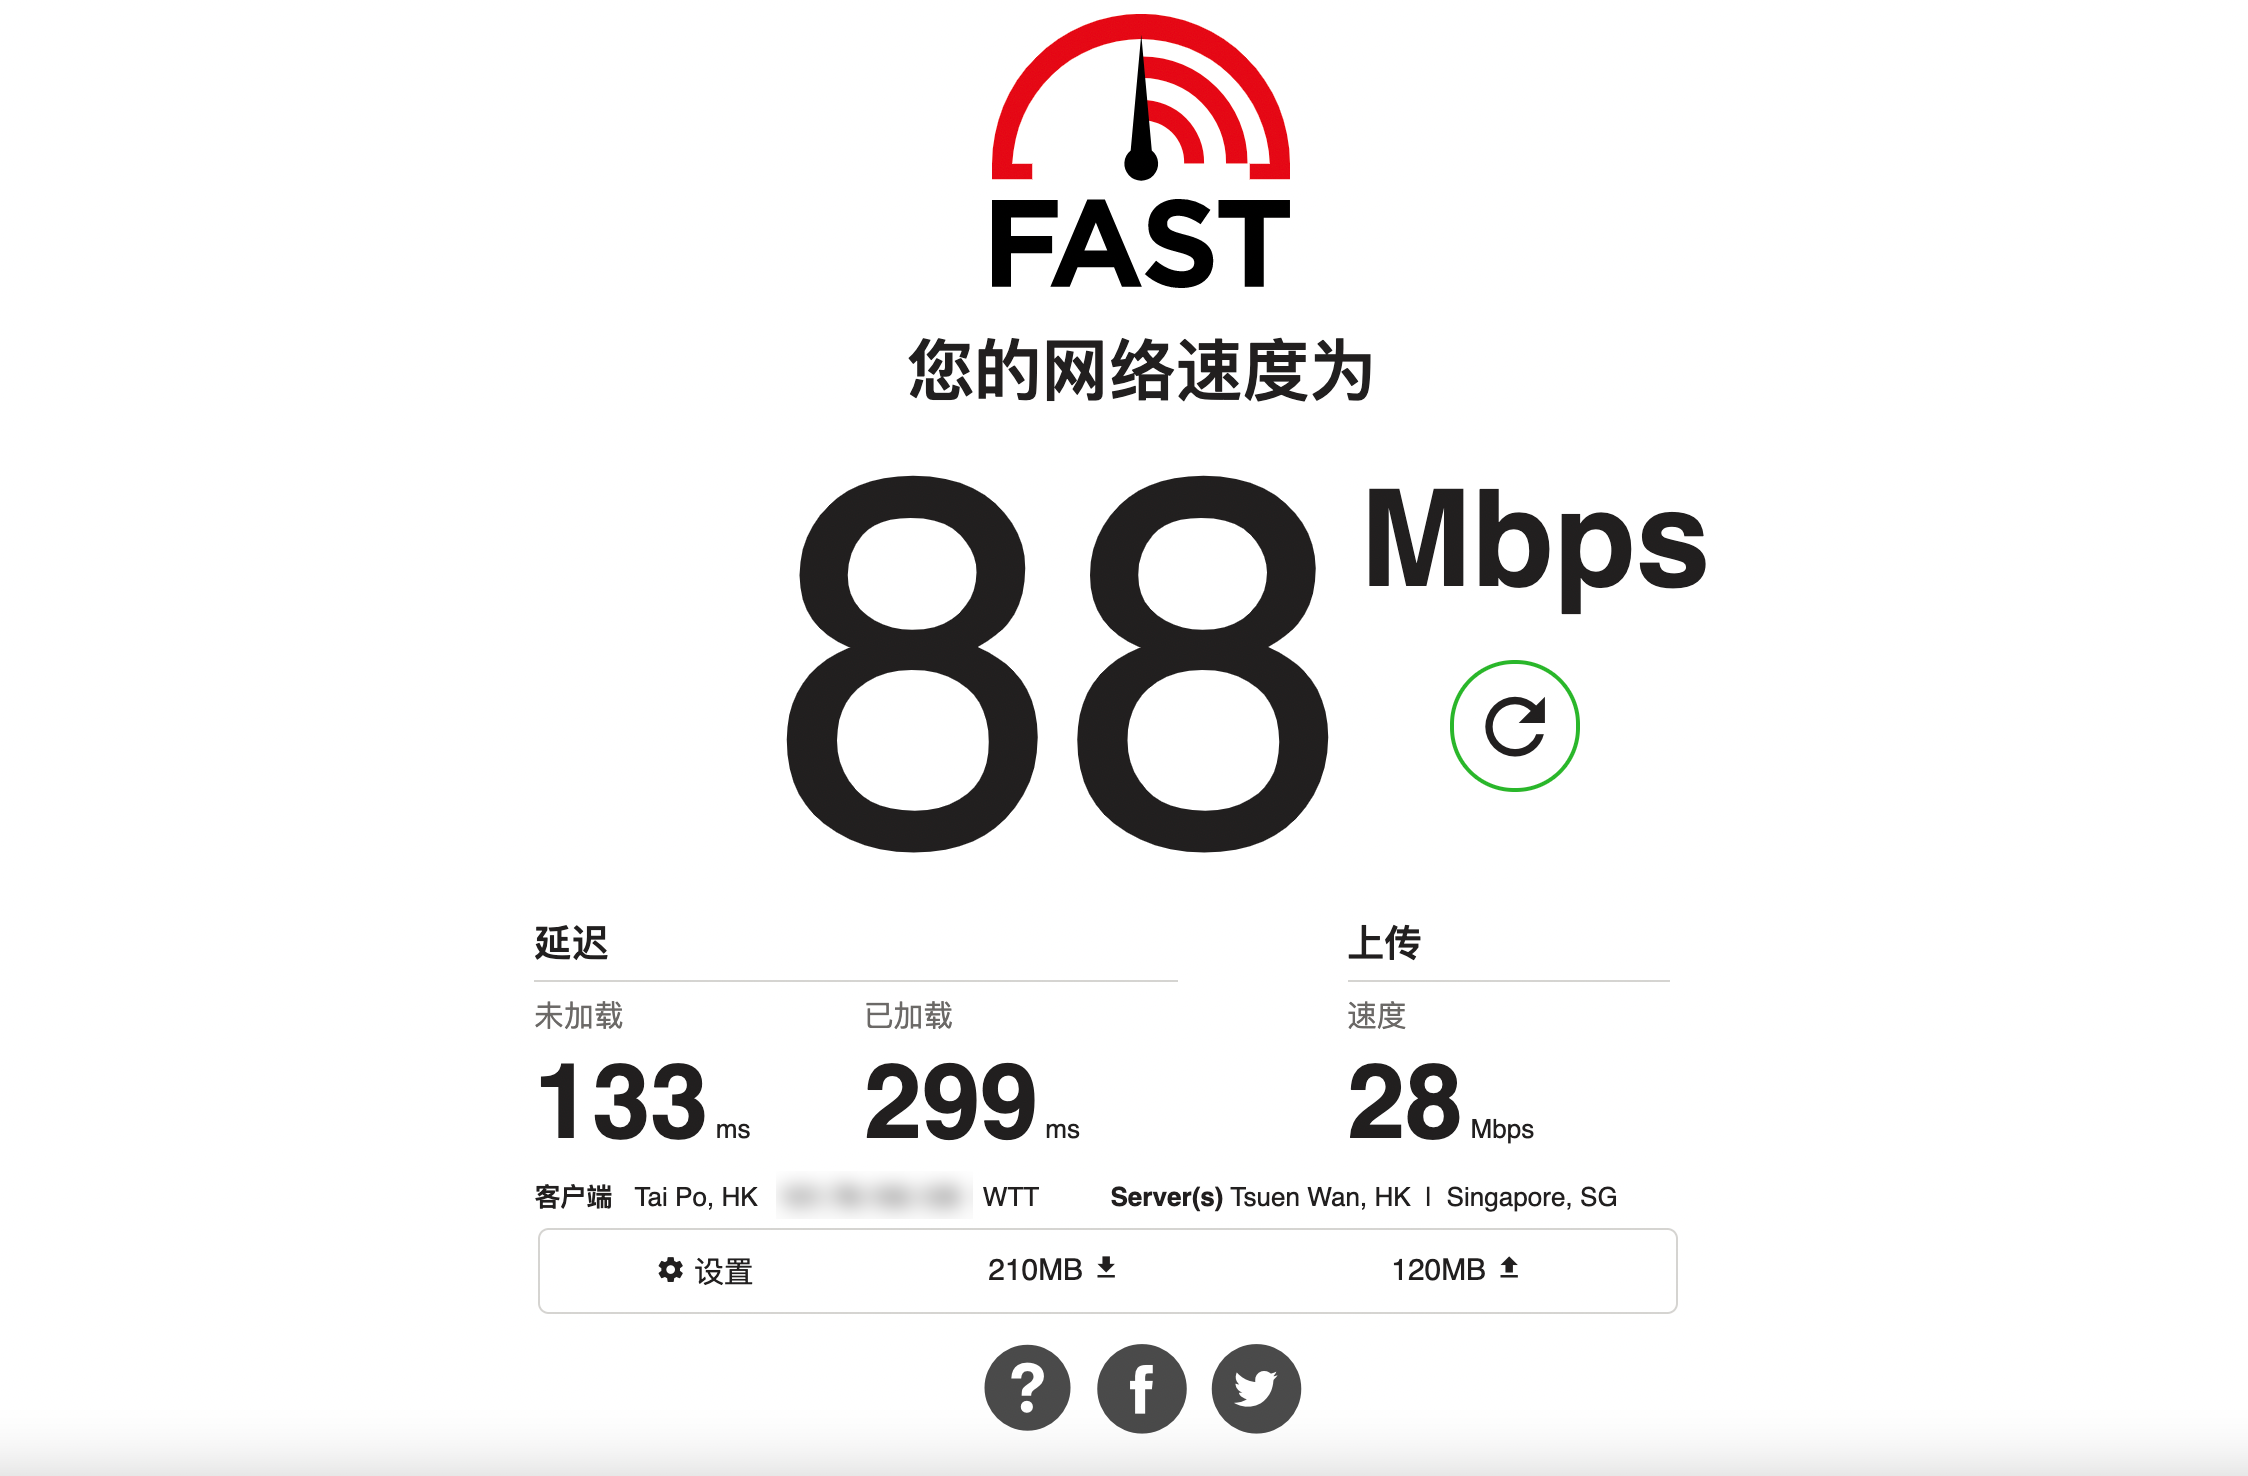 FAST
您的网络速度为
88 Mbps
延迟
上传
未加载 已加载 速度
133 ms 299 ms 28 Mbps
客户端 Tai Po, HK WTT Server(s) Tsuen Wan, HK | Singapore, SG
设置 210MB 120MB
?